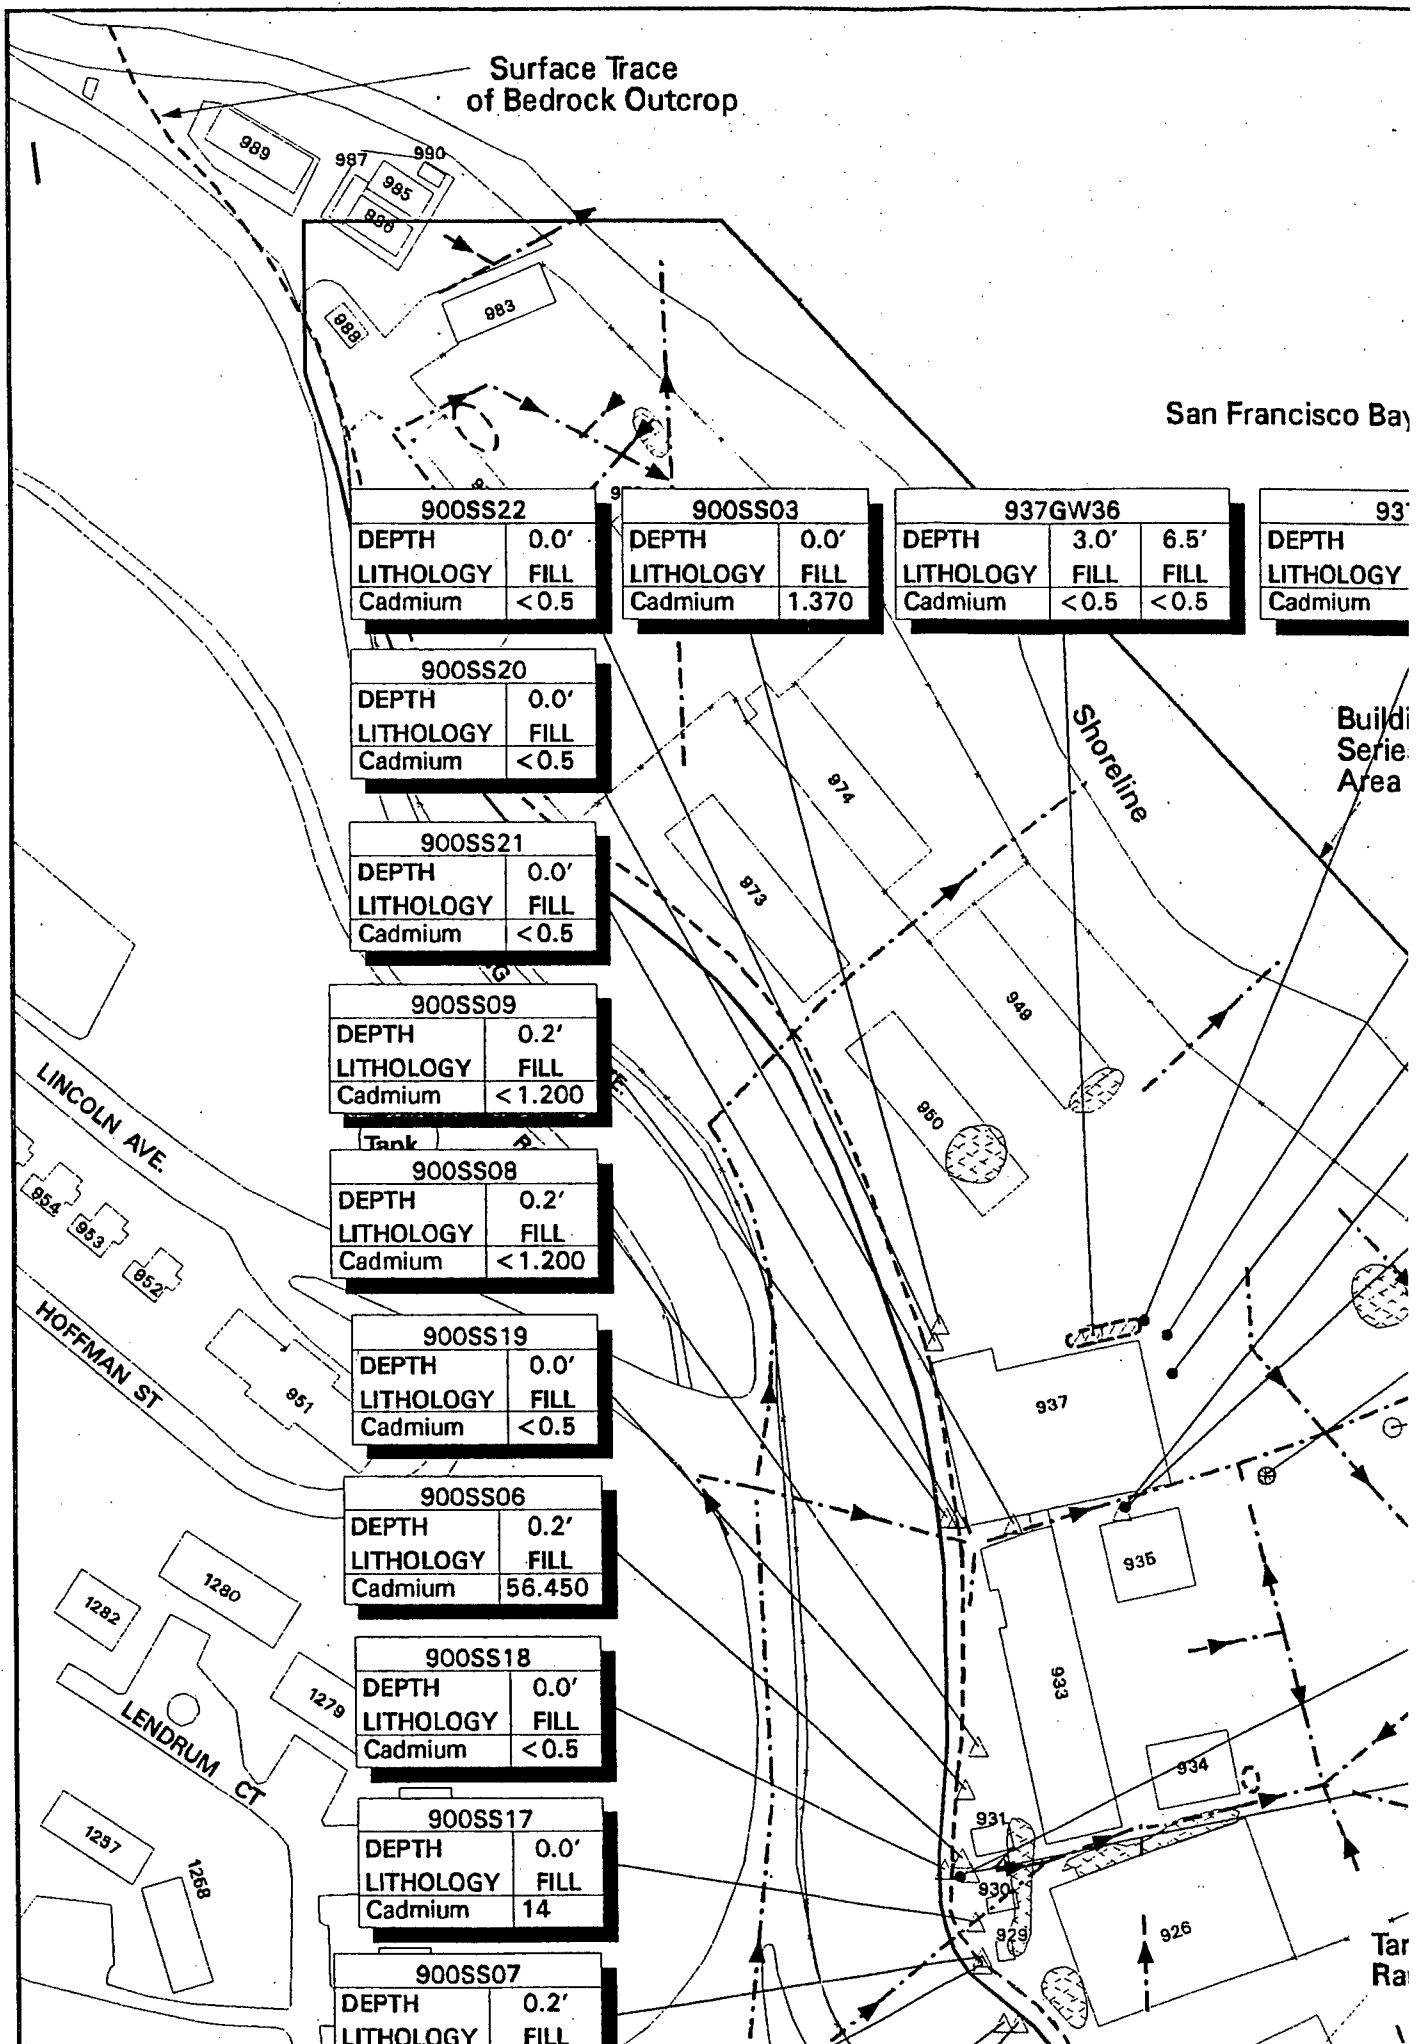 Surface Trace
of Bedrock Outcrop
989
987
990
985
986
983
988
San Francisco Bay
900SS22
DEPTH 0.0'
LITHOLOGY FILL
Cadmium <0.5
900SS03
DEPTH 0.0'
LITHOLOGY FILL
Cadmium 1.370
937GW36
DEPTH 3.0' 6.5'
LITHOLOGY FILL FILL
Cadmium <0.5 <0.5
DEPTH
LITHOLOGY
Cadmium
900SS20
DEPTH 0.0'
LITHOLOGY FILL
Cadmium <0.5
Shoreline
Area
974
973
949
950
900SS21
DEPTH 0.0'
LITHOLOGY FILL
Cadmium <0.5
900SS09
DEPTH 0.2'
LITHOLOGY FILL
Cadmium <1.200
LINCOLN AVE.
Tank
900SS08
DEPTH 0.2'
LITHOLOGY FILL
Cadmium <1.200
954
953
952
HOFFMAN ST
951
900SS19
DEPTH 0.0'
LITHOLOGY FILL
Cadmium <0.5
937
935
933
934
931
930
929
926
900SS06
DEPTH 0.2'
LITHOLOGY FILL
Cadmium 56.450
1280
1282
1279
LENDRUM CT
1257
1258
900SS18
DEPTH 0.0'
LITHOLOGY FILL
Cadmium <0.5
900SS17
DEPTH 0.0'
LITHOLOGY FILL
Cadmium 14
900SS07
DEPTH 0.2'
LITHOLOGY FILL